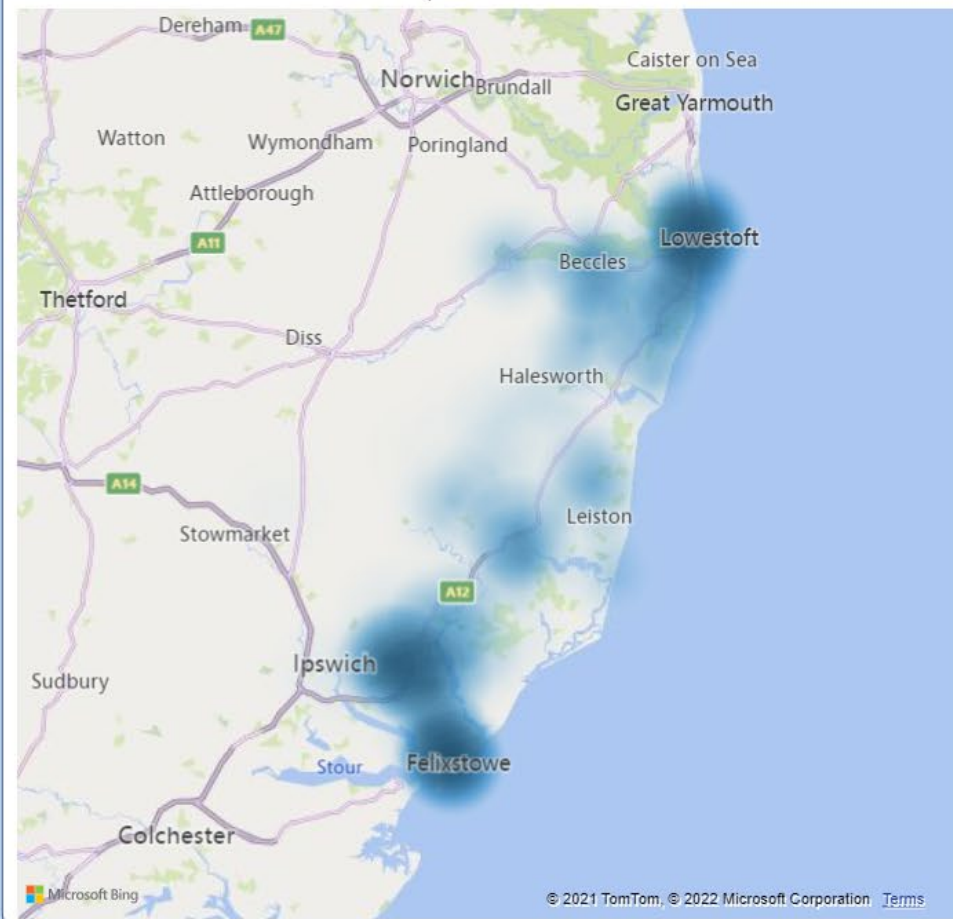 Dereham A47
Caister on Sea
Norwich Brundall
Great Yarmouth
Watton Wymondham Poringland
Attleborough
A11 Lowestoft
Beccles
Thetford
Diss
Halesworth
A14
Leiston
Stowmarket
A12
Ipswich
Sudbury
Stour Felixstowe
Colchester
Microsoft Bing © 2021 TomTom, © 2022 Microsoft Corporation Terms